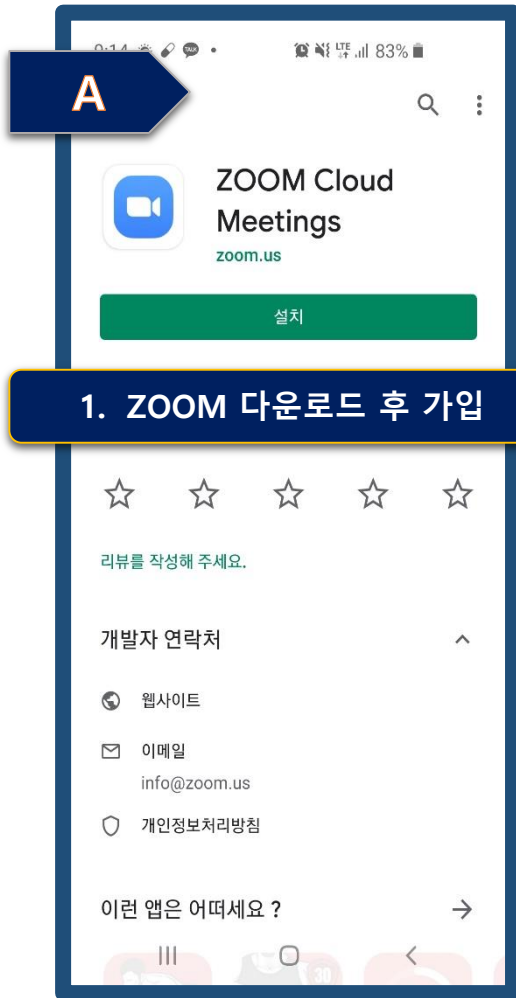 9:14 TALK LTE 83%
A
ZOOM Cloud
Meetings
zoom.us
설치
1. ZOOM 다운로드 후 가입
리뷰를 작성해 주세요.
개발자 연락처
웹사이트
이메일
info@zoom.us
개인정보처리방침
이런 앱은 어떠세요 ?
30